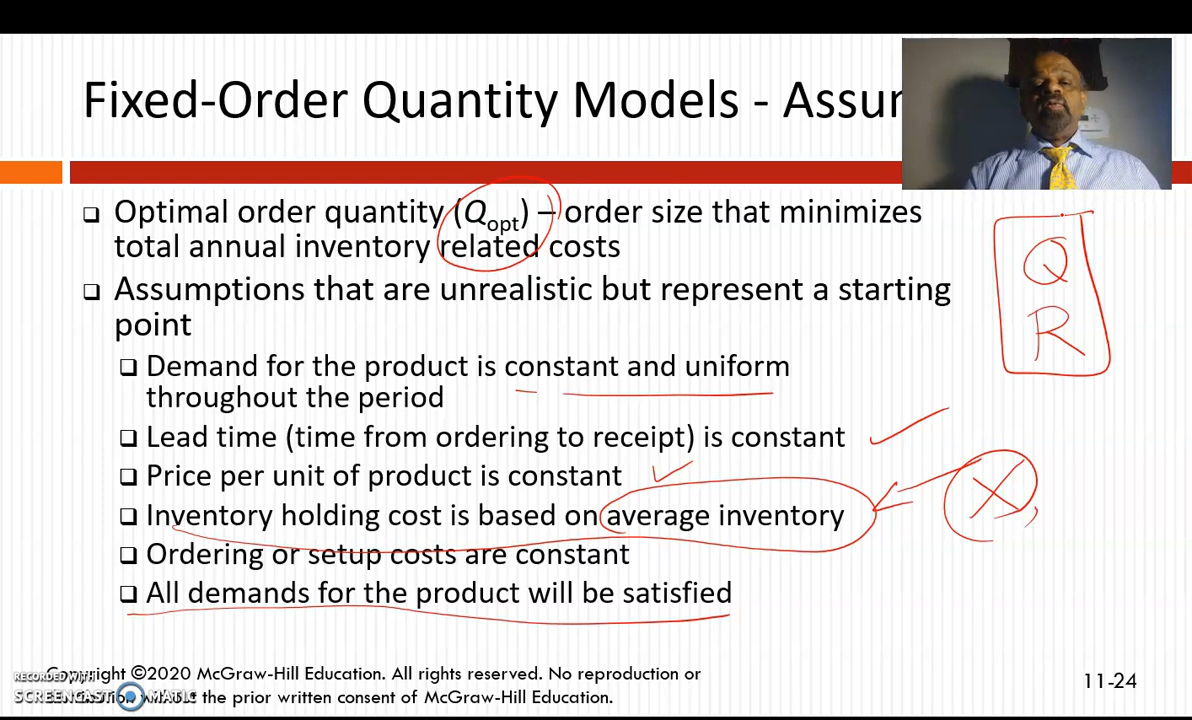 Fixed-Order Quantity Models - Assu
❑ Optimal order quantity (Qopt) – order size that minimizes
total annual inventory related costs
Q
❑ Assumptions that are unrealistic but represent a starting
point
R
❑ Demand for the product is constant and uniform
throughout the period
❑ Lead time (time from ordering to receipt) is constant
❑ Price per unit of product is constant
X
❑ Inventory holding cost is based on average inventory
❑ Ordering or setup costs are constant
❑ All demands for the product will be satisfied
Copyright ©2020 McGraw-Hill Education. All rights reserved. No reproduction or
the prior written consent of McGraw-Hill Education.
RECORDED WITH
SCREENCAST MATIC
11-24